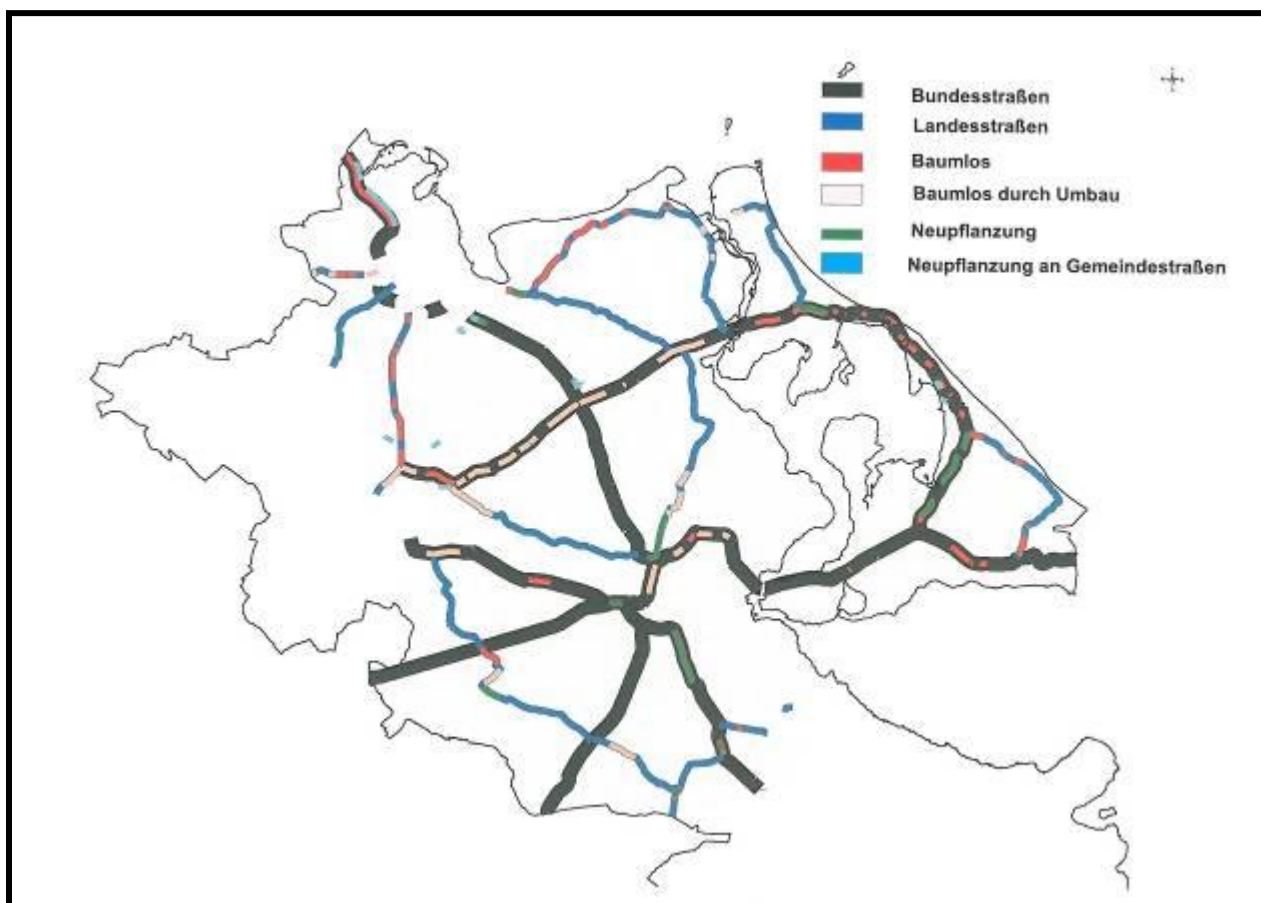 Bundesstraßen
Landesstraßen
Baumlos
Baumlos durch Umbau
Neupflanzung
Neupflanzung an Gemeindestraßen